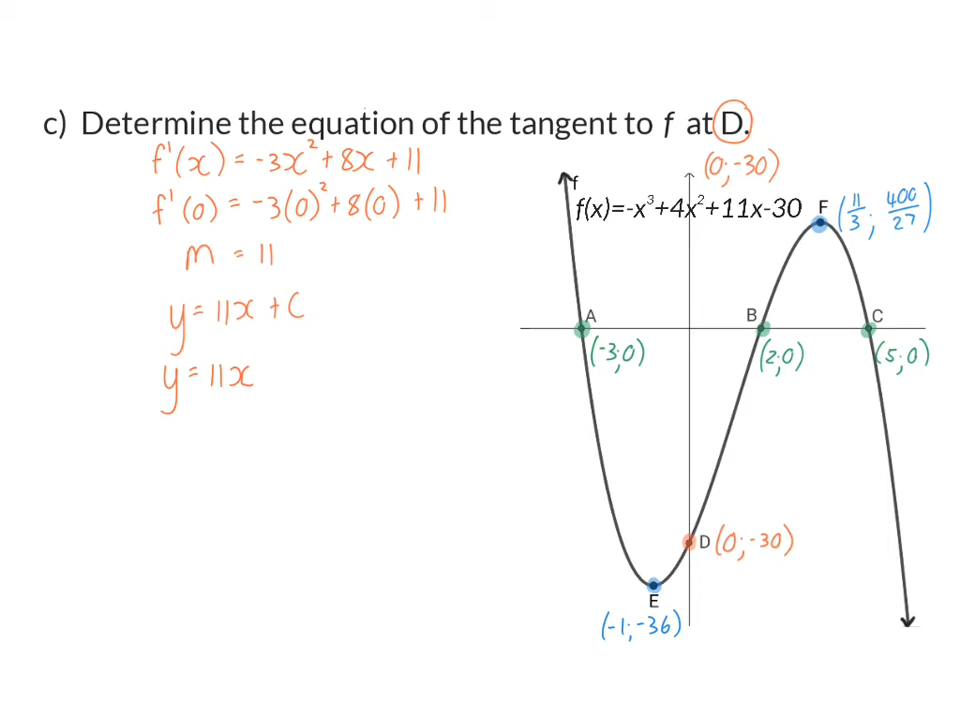 c) Determine the equation of the tangent to f at D.
f'(x) = -3x² + 8x + 11
(0;-30)
f'(0) = -3(0)² + 8(0) + 11
f
f(x)=-x³+4x²+11x-30
F (11/3; 400/27)
m = 11
y = 11x + C
A
B
C
(-3;0)
(2;0)
(5;0)
y = 11x
D (0;-30)
E
(-1;-36)